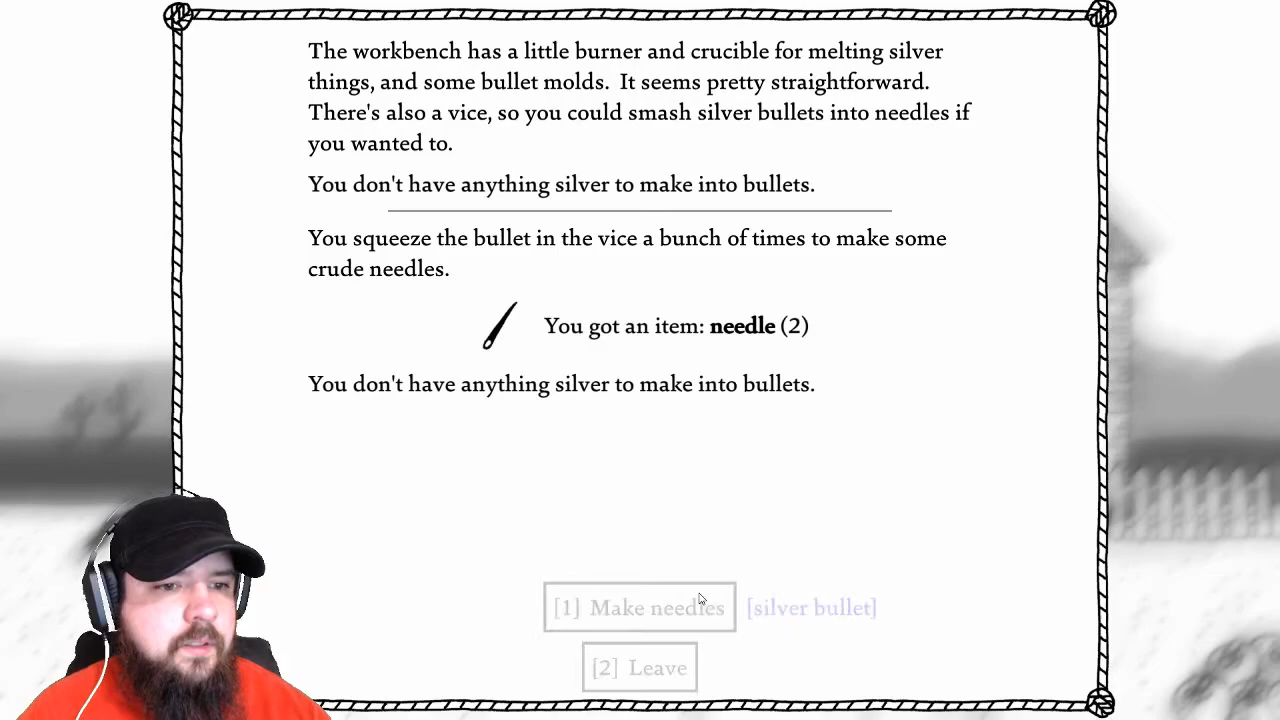 The workbench has a little burner and crucible for melting silver
things, and some bullet molds.  It seems pretty straightforward.
There's also a vice, so you could smash silver bullets into needles if
you wanted to.
You don't have anything silver to make into bullets.
You squeeze the bullet in the vice a bunch of times to make some
crude needles.
You got an item: needle (2)
You don't have anything silver to make into bullets.
[1] Make needles [silver bullet]
[2] Leave